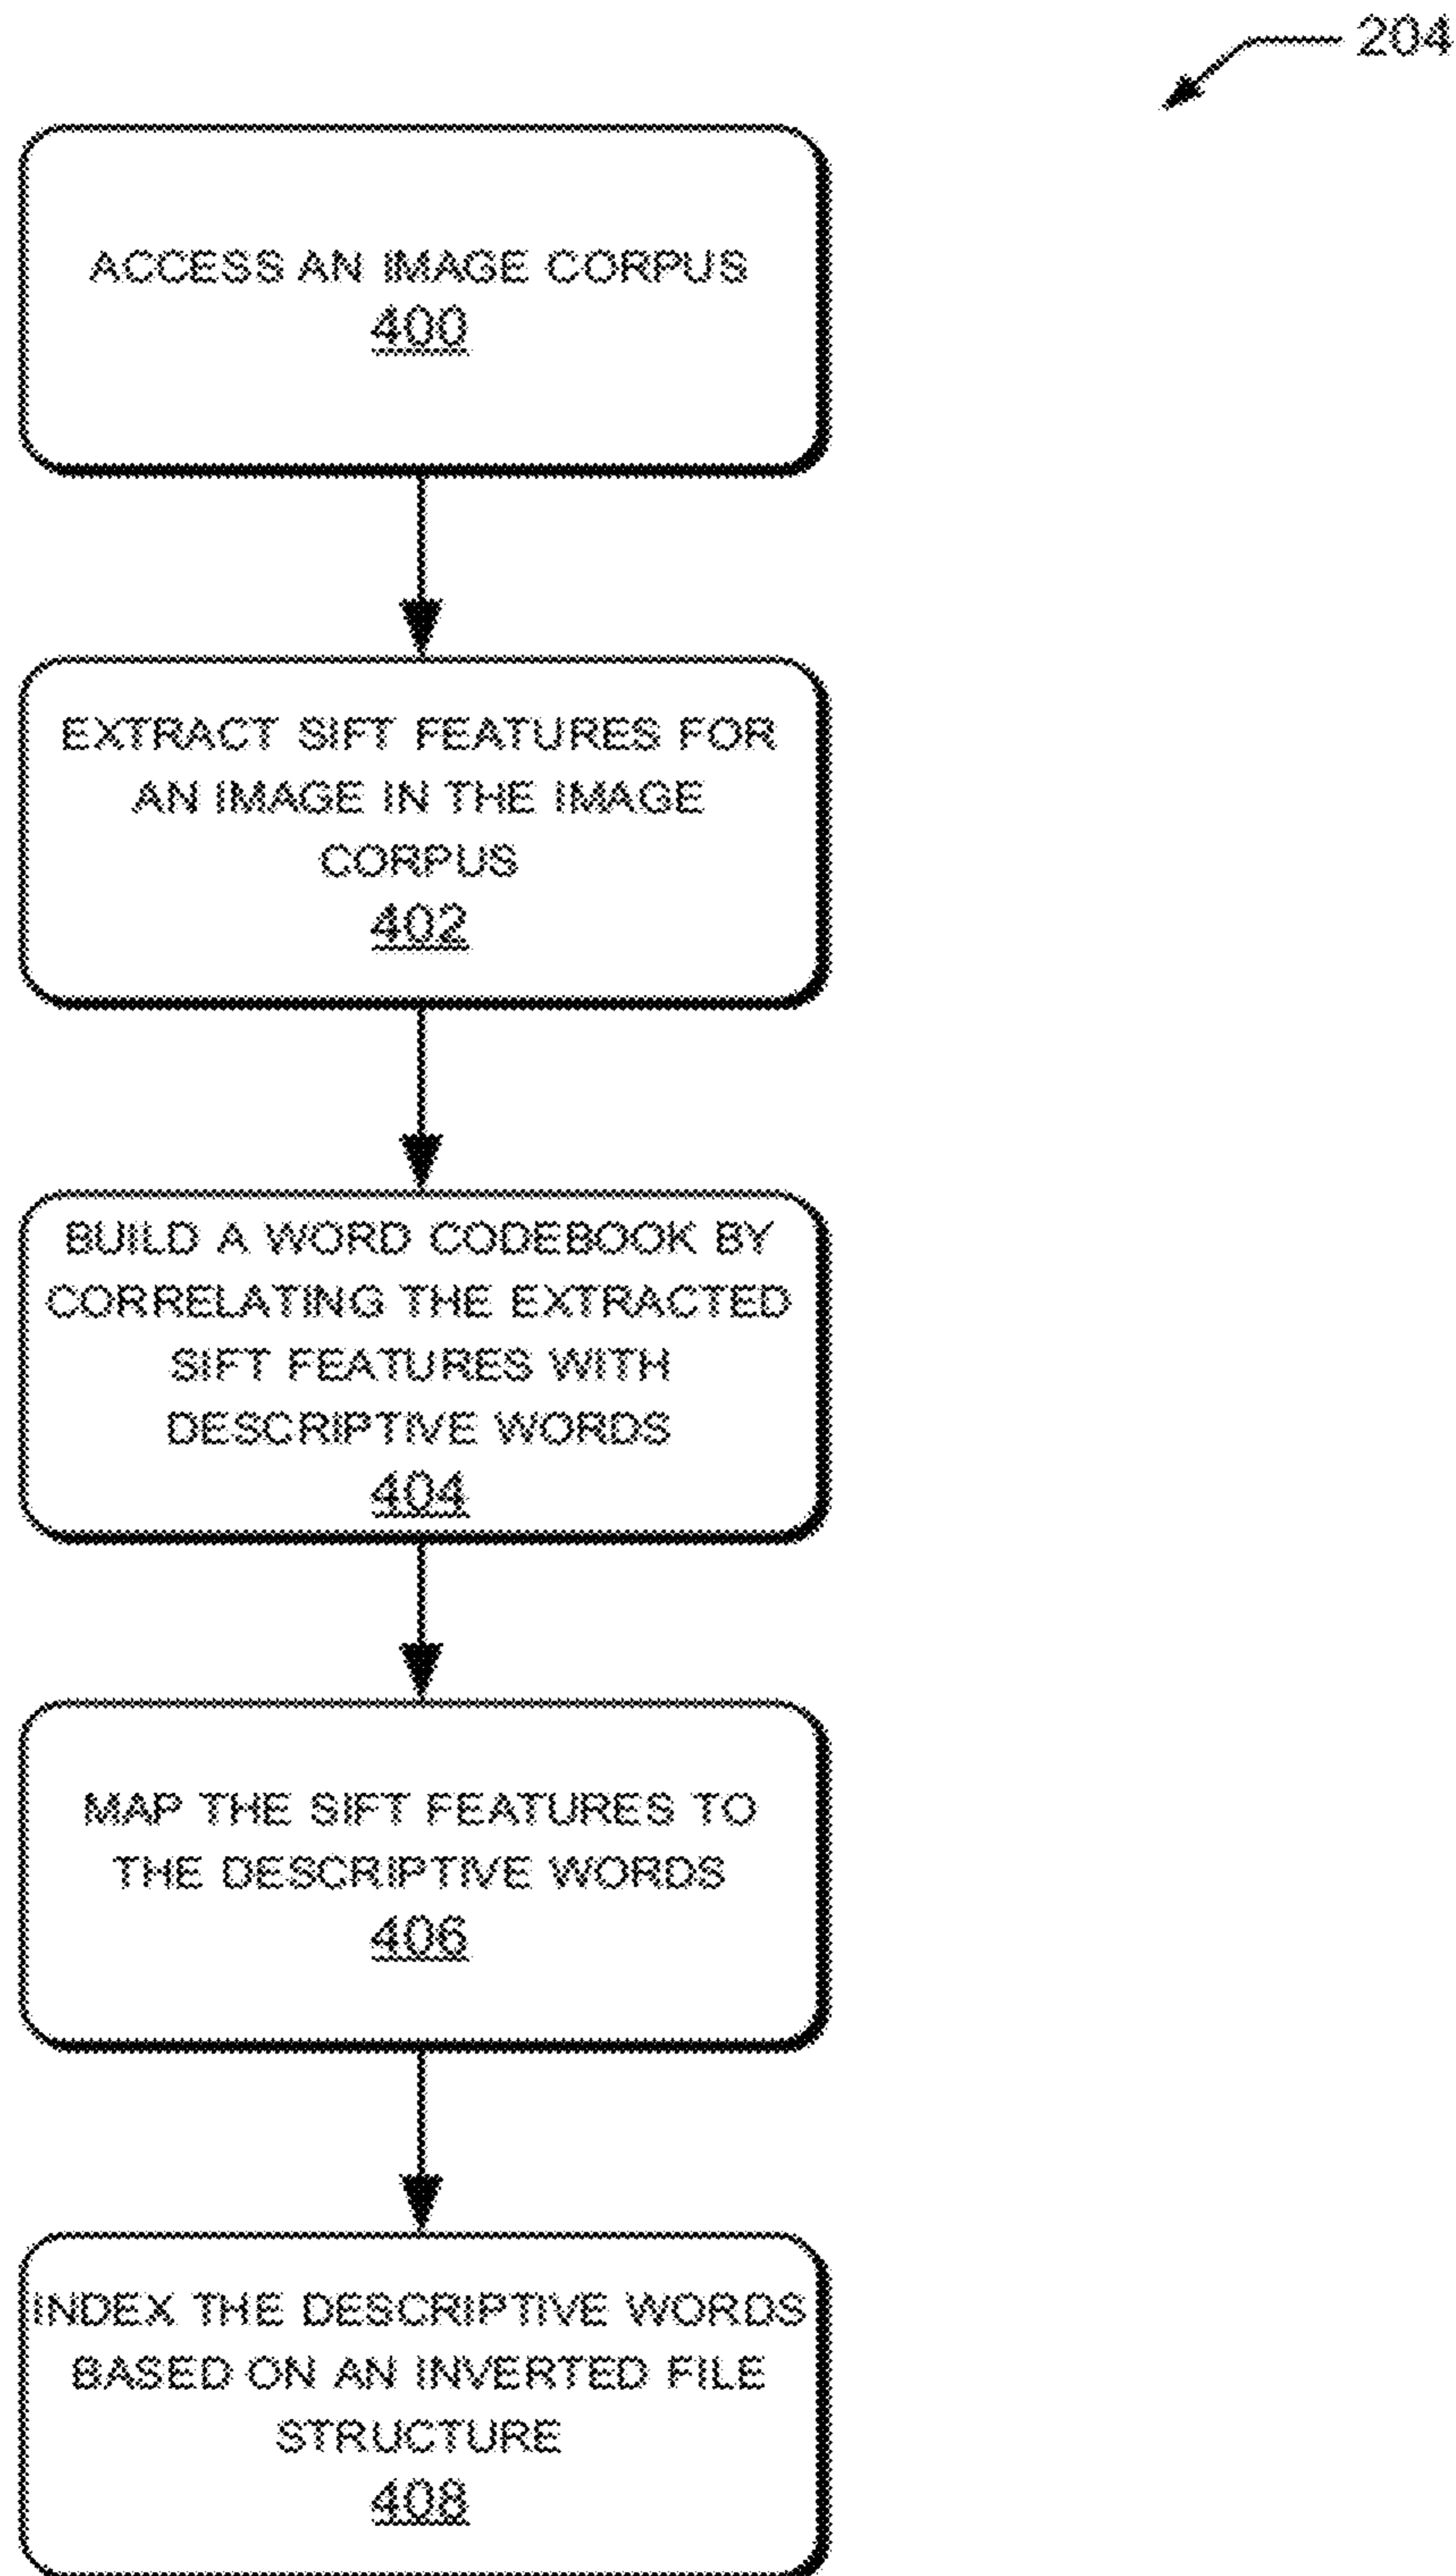 204
ACCESS AN IMAGE CORPUS
400
EXTRACT SIFT FEATURES FOR
AN IMAGE IN THE IMAGE
CORPUS
402
BUILD A WORD CODEBOOK BY
CORRELATING THE EXTRACTED
SIFT FEATURES WITH
DESCRIPTIVE WORDS
404
MAP THE SIFT FEATURES TO
THE DESCRIPTIVE WORDS
406
INDEX THE DESCRIPTIVE WORDS
BASED ON AN INVERTED FILE
STRUCTURE
408